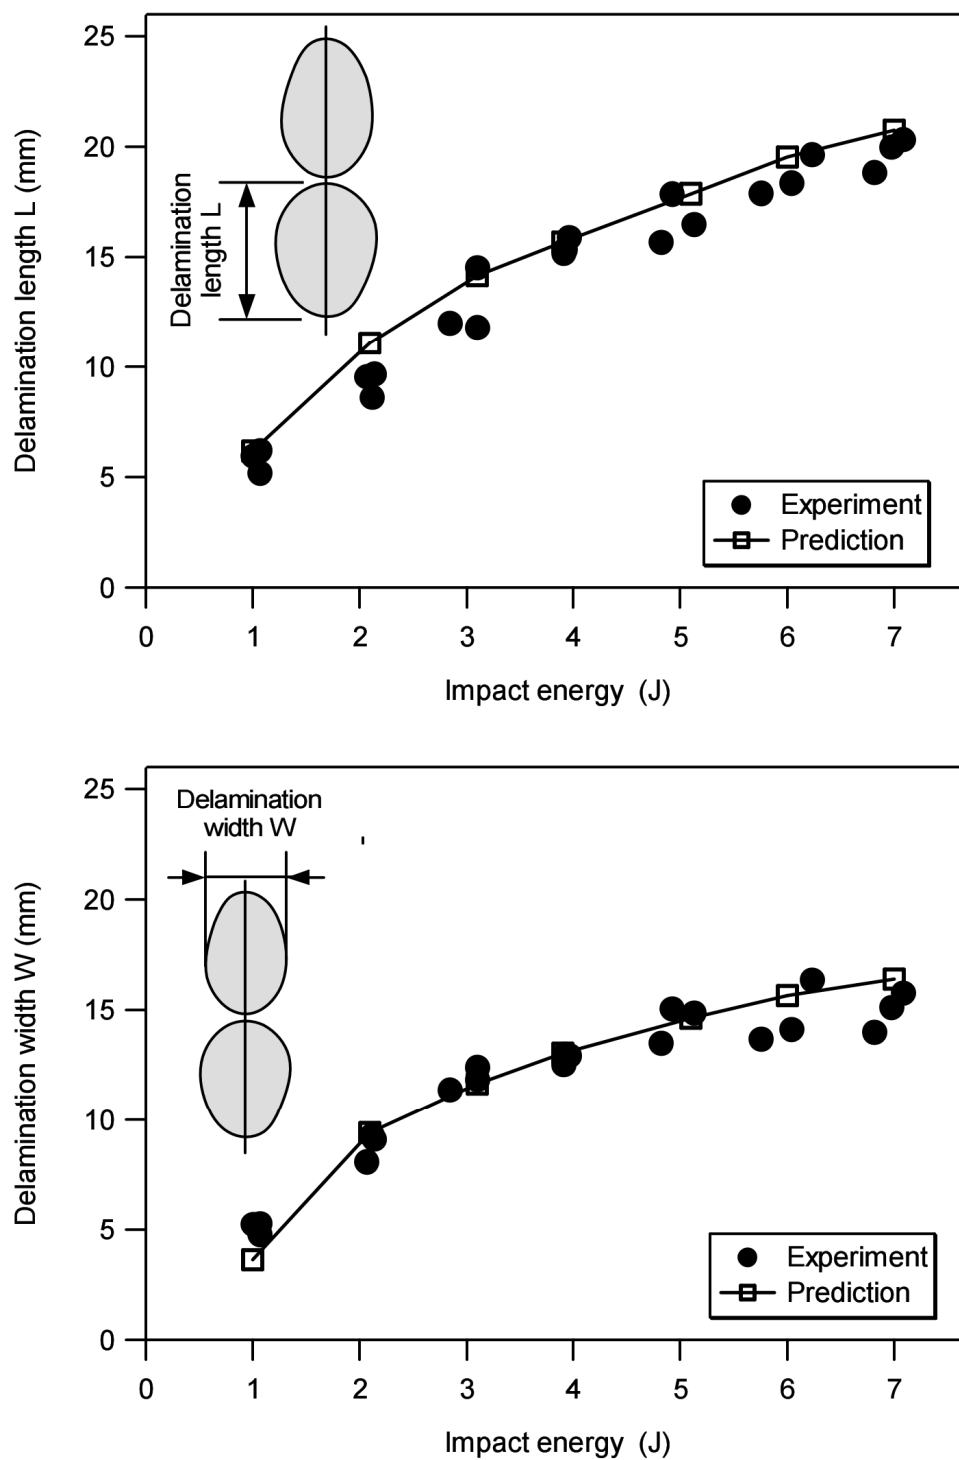 Delamination length L (mm)
25
20
15
10
5
0
Delamination
length L
Experiment
Prediction
0 1 2 3 4 5 6 7
Impact energy (J)
Delamination width W (mm)
25
20
15
10
5
0
Delamination
width W
Experiment
Prediction
0 1 2 3 4 5 6 7
Impact energy (J)